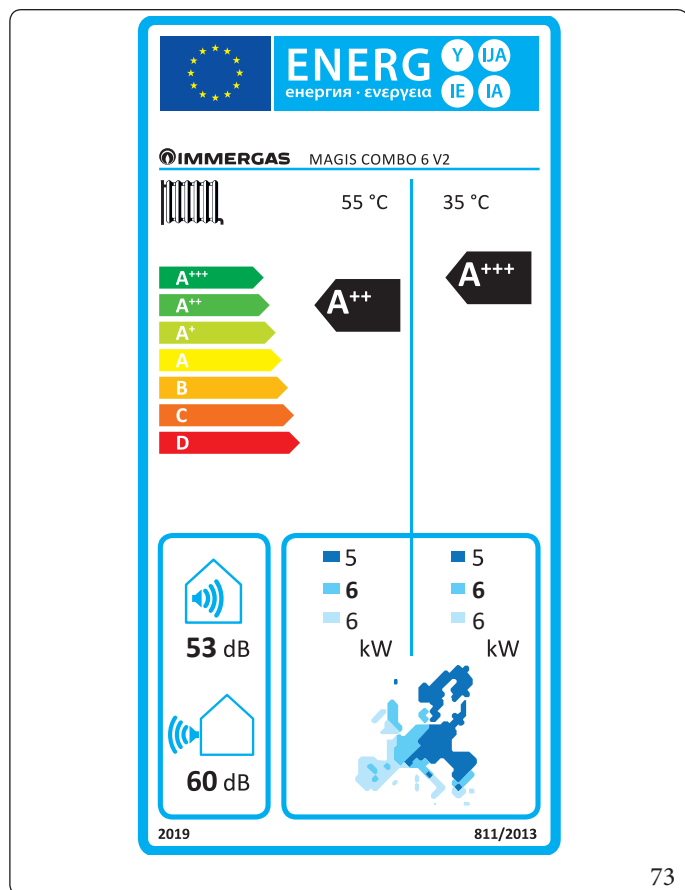 ENERG Y IJA
енергия · ενεργεια IE IA
IMMERGAS MAGIS COMBO 6 V2
55 °C 35 °C
A+++
A++
A+
A
B
C
D
A++
A+++
53 dB
60 dB
5 5
6 6
6 6
kW kW
2019 811/2013
73